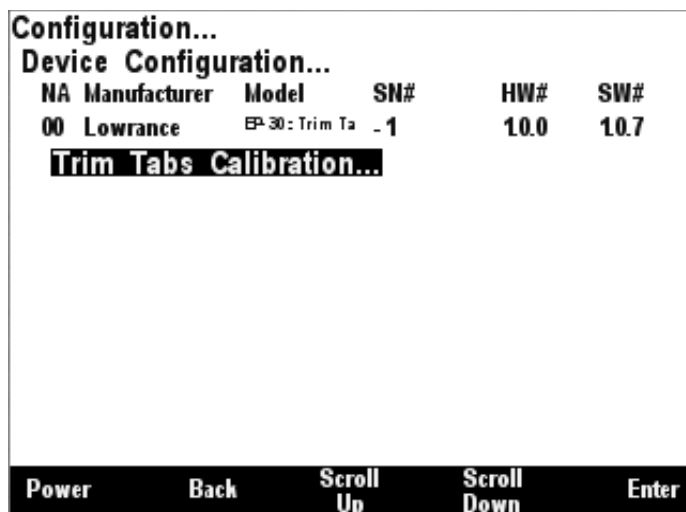 Configuration...
Device Configuration...
NA Manufacturer Model SN# HW# SW#
00 Lowrance EP-30: Trim Ta -1 1.0.0 1.0.7
Trim Tabs Calibration...
Power Back Scroll Up Scroll Down Enter